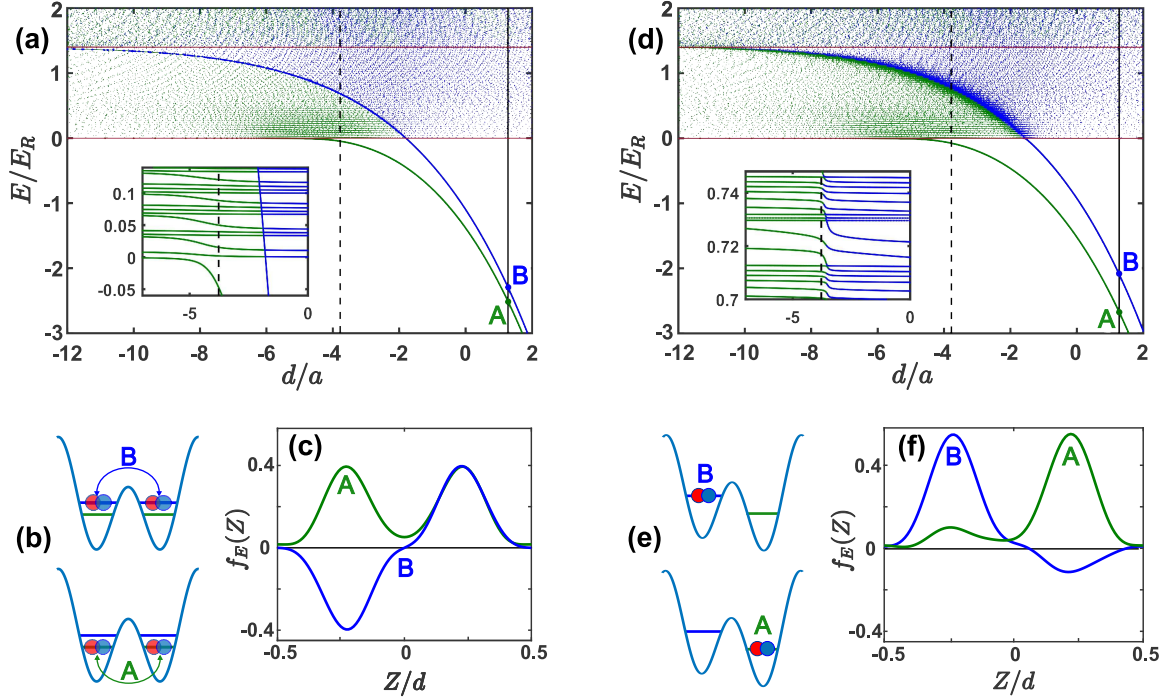 (a)
E/E_R
2
1
0
-1
-2
-3
0.1
0.05
0
-0.05
-5
0
B
A
-12
-10
-8
-6
-4
-2
0
2
d/a
(d)
E/E_R
2
1
0
-1
-2
-3
0.74
0.72
0.7
-5
0
B
A
-12
-10
-8
-6
-4
-2
0
2
d/a
(b)
B
A
(c)
f_E(Z)
0.4
0
-0.4
A
B
-0.5
0
0.5
Z/d
(e)
B
A
(f)
f_E(Z)
0.4
0
-0.4
B
A
-0.5
0
0.5
Z/d